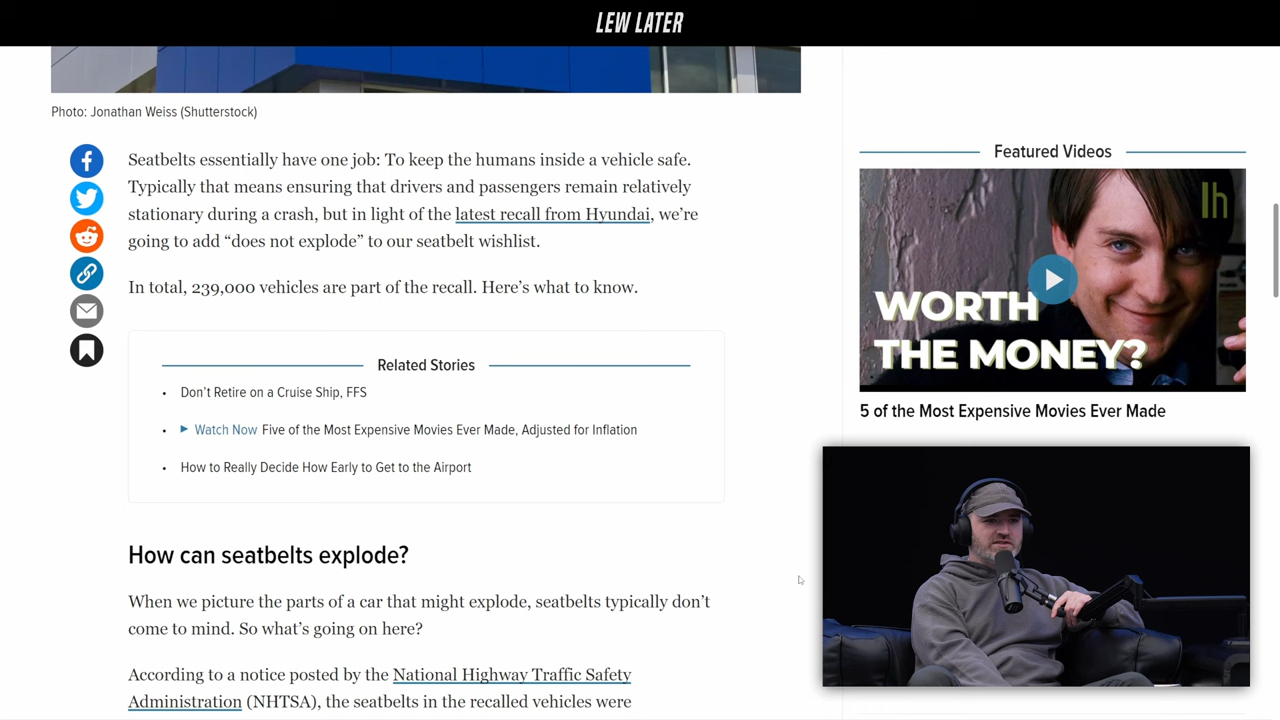 LEW LATER
Photo: Jonathan Weiss (Shutterstock)
Seatbelts essentially have one job: To keep the humans inside a vehicle safe.
Typically that means ensuring that drivers and passengers remain relatively
stationary during a crash, but in light of the latest recall from Hyundai, we’re
going to add “does not explode” to our seatbelt wishlist.
In total, 239,000 vehicles are part of the recall. Here’s what to know.
Related Stories
• Don’t Retire on a Cruise Ship, FFS
• Watch Now Five of the Most Expensive Movies Ever Made, Adjusted for Inflation
• How to Really Decide How Early to Get to the Airport
How can seatbelts explode?
When we picture the parts of a car that might explode, seatbelts typically don’t
come to mind. So what’s going on here?
According to a notice posted by the National Highway Traffic Safety
Administration (NHTSA), the seatbelts in the recalled vehicles were
Featured Videos
lh
WORTH
THE MONEY?
5 of the Most Expensive Movies Ever Made